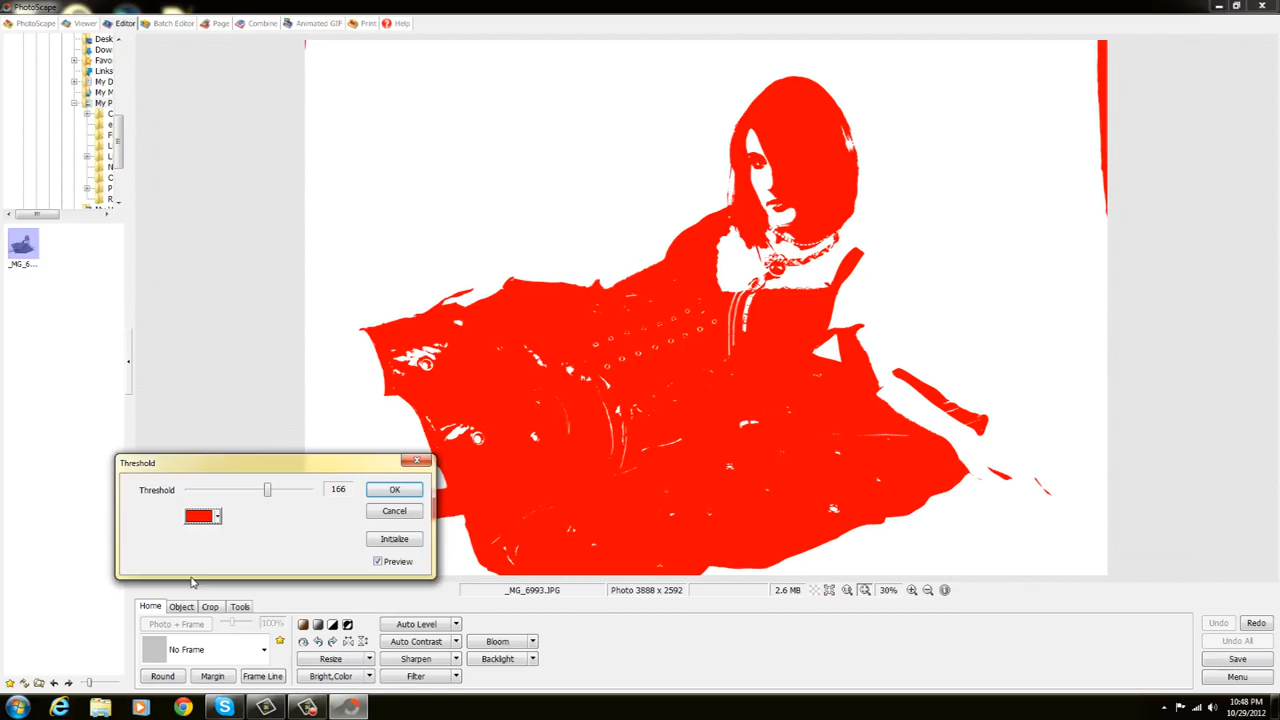 PhotoScape
PhotoScape Viewer Editor Batch Editor Page Combine Animated GIF Print Help
Desk
Dow
Favo
Links
My D
My M
My P
C
e
F
L
L
N
C
P
R
_MG_6...
Threshold
Threshold 166 OK
Cancel
Initialize
Preview
_MG_6993.JPG Photo 3888 x 2592 2.6 MB 30%
Home Object Crop Tools
Photo + Frame 100% Auto Level Undo Redo
No Frame Auto Contrast Bloom Undo All
Resize Sharpen Backlight Save
Round Margin Frame Line Bright,Color Filter Menu
10:48 PM
10/29/2012